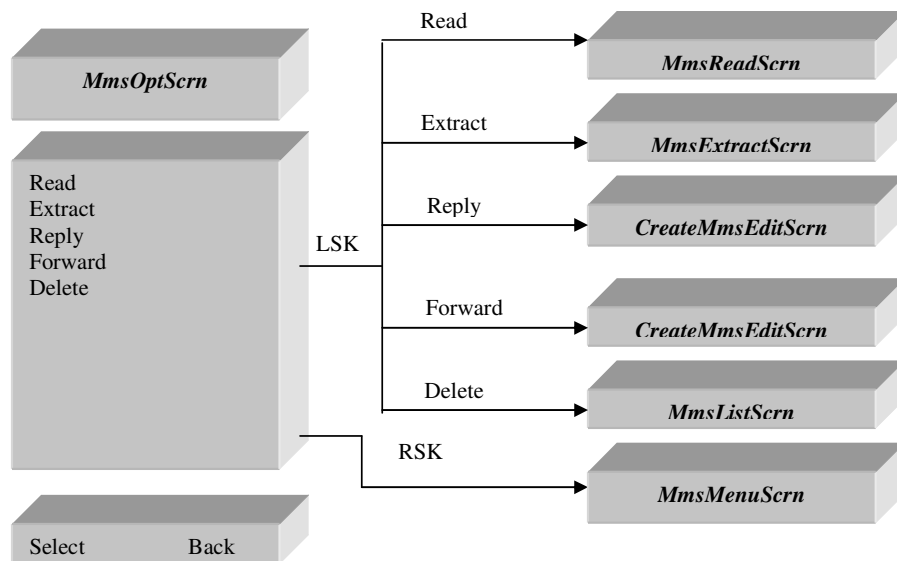 MmsOptScrn
Read
Extract
Reply
Forward
Delete
Select Back
LSK
RSK
Read
MmsReadScrn
Extract
MmsExtractScrn
Reply
CreateMmsEditScrn
Forward
CreateMmsEditScrn
Delete
MmsListScrn
MmsMenuScrn